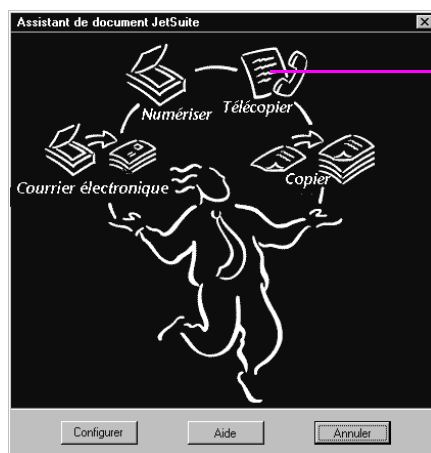 Assistant de document JetSuite
Numériser
Télécopier
Courrier électronique
Copier
Configurer
Aide
Annuler